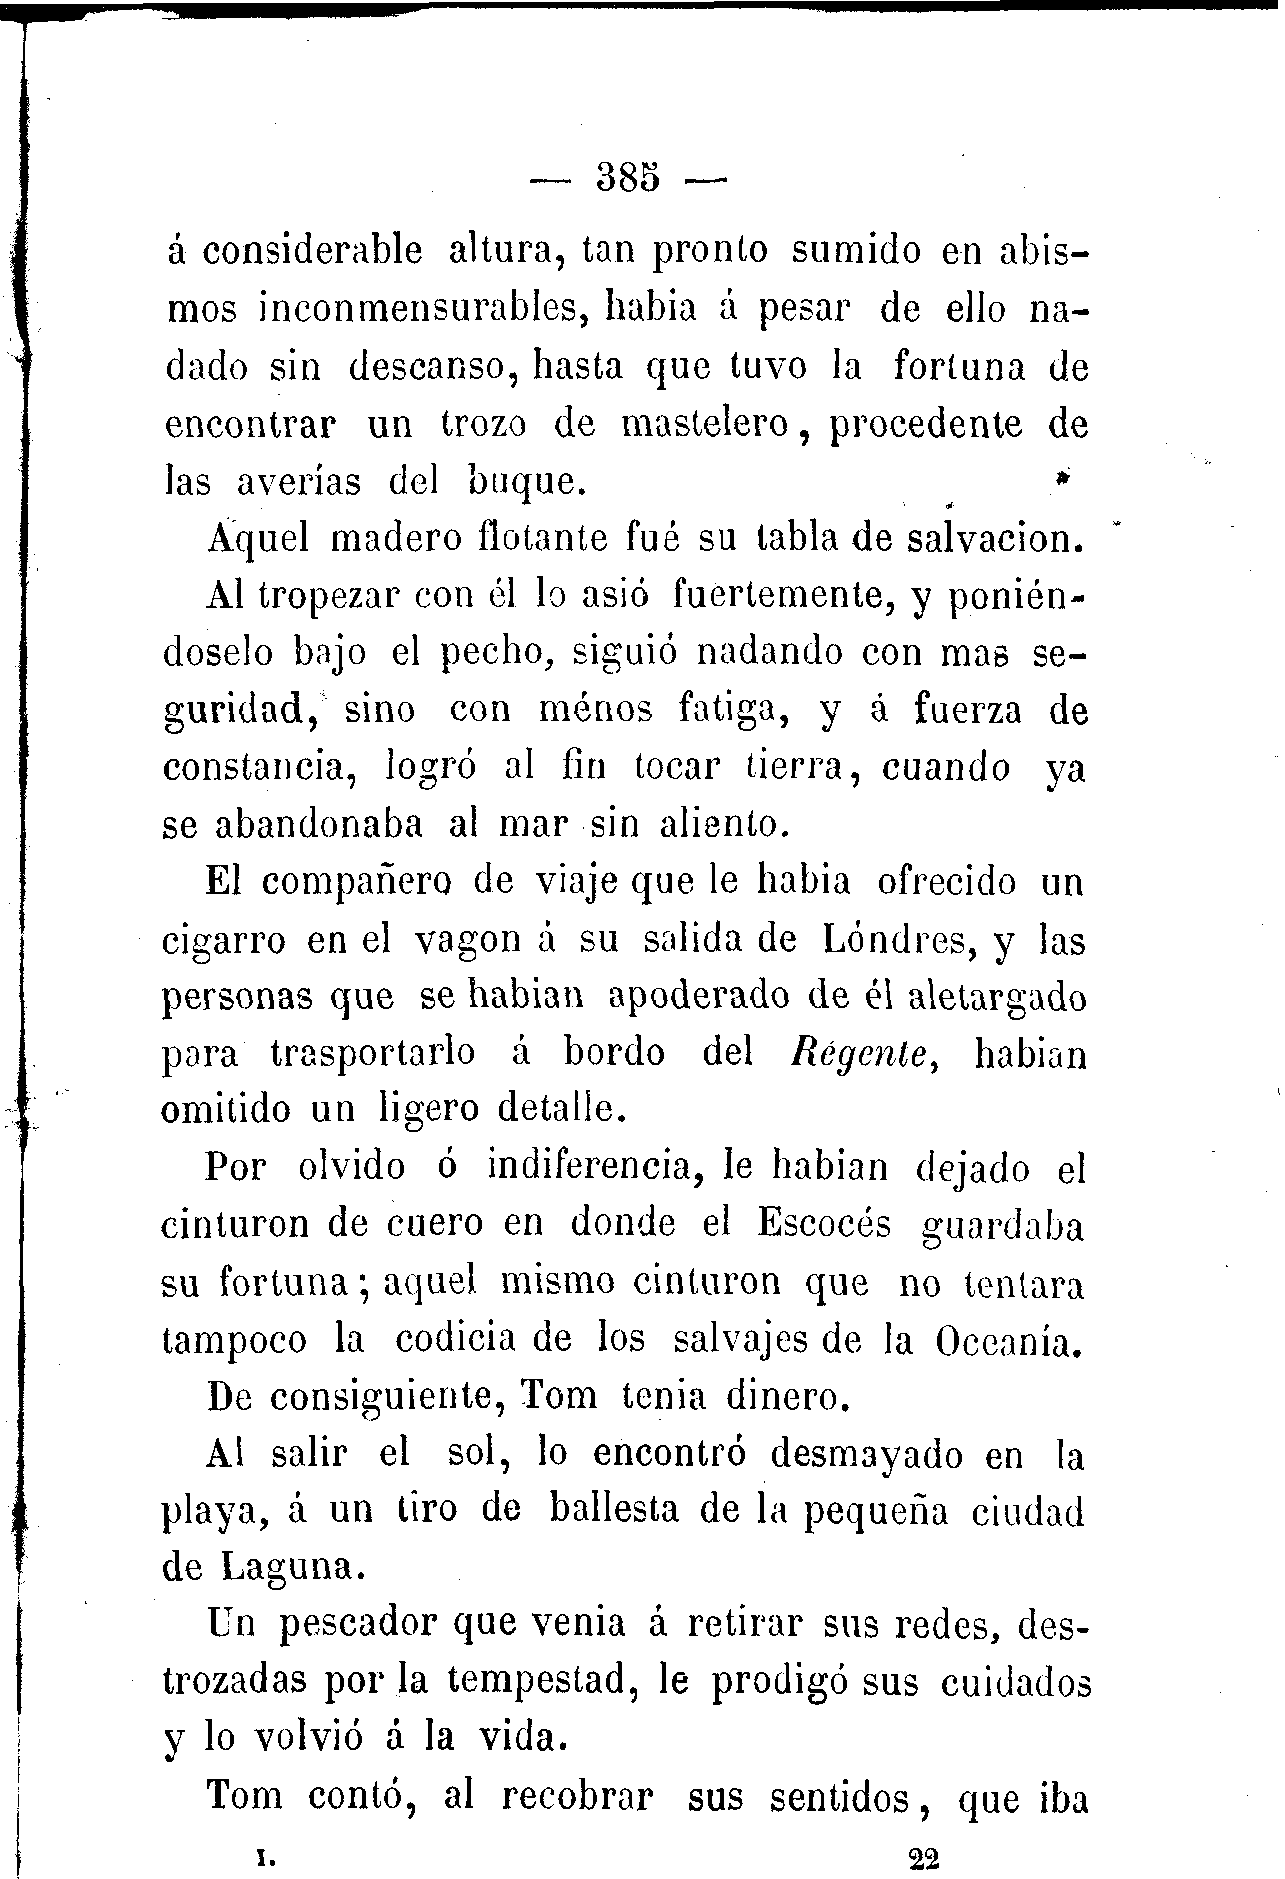 — 385 —
á considerable altura, tan pronto sumido en abis-
mos inconmensurables, habia á pesar de ello na-
dado sin descanso, hasta que tuvo la fortuna de
encontrar un trozo de mastelero, procedente de
las averías del buque.
Aquel madero flotante fué su tabla de salvacion.
Al tropezar con él lo asió fuertemente, y ponién-
doselo bajo el pecho, siguió nadando con mas se-
guridad, sino con ménos fatiga, y á fuerza de
constancia, logró al fin tocar tierra, cuando ya
se abandonaba al mar sin aliento.
El compañero de viaje que le habia ofrecido un
cigarro en el vagon á su salida de Lóndres, y las
personas que se habian apoderado de él aletargado
para trasportarlo á bordo del Régente, habian
omitido un ligero detalle.
Por olvido ó indiferencia, le habian dejado el
cinturon de cuero en donde el Escocés guardaba
su fortuna; aquel mismo cinturon que no tentara
tampoco la codicia de los salvajes de la Oceanía.
De consiguiente, Tom tenia dinero.
Al salir el sol, lo encontró desmayado en la
playa, á un tiro de ballesta de la pequeña ciudad
de Laguna.
Un pescador que venia á retirar sus redes, des-
trozadas por la tempestad, le prodigó sus cuidados
y lo volvió á la vida.
Tom contó, al recobrar sus sentidos, que iba
I. 22